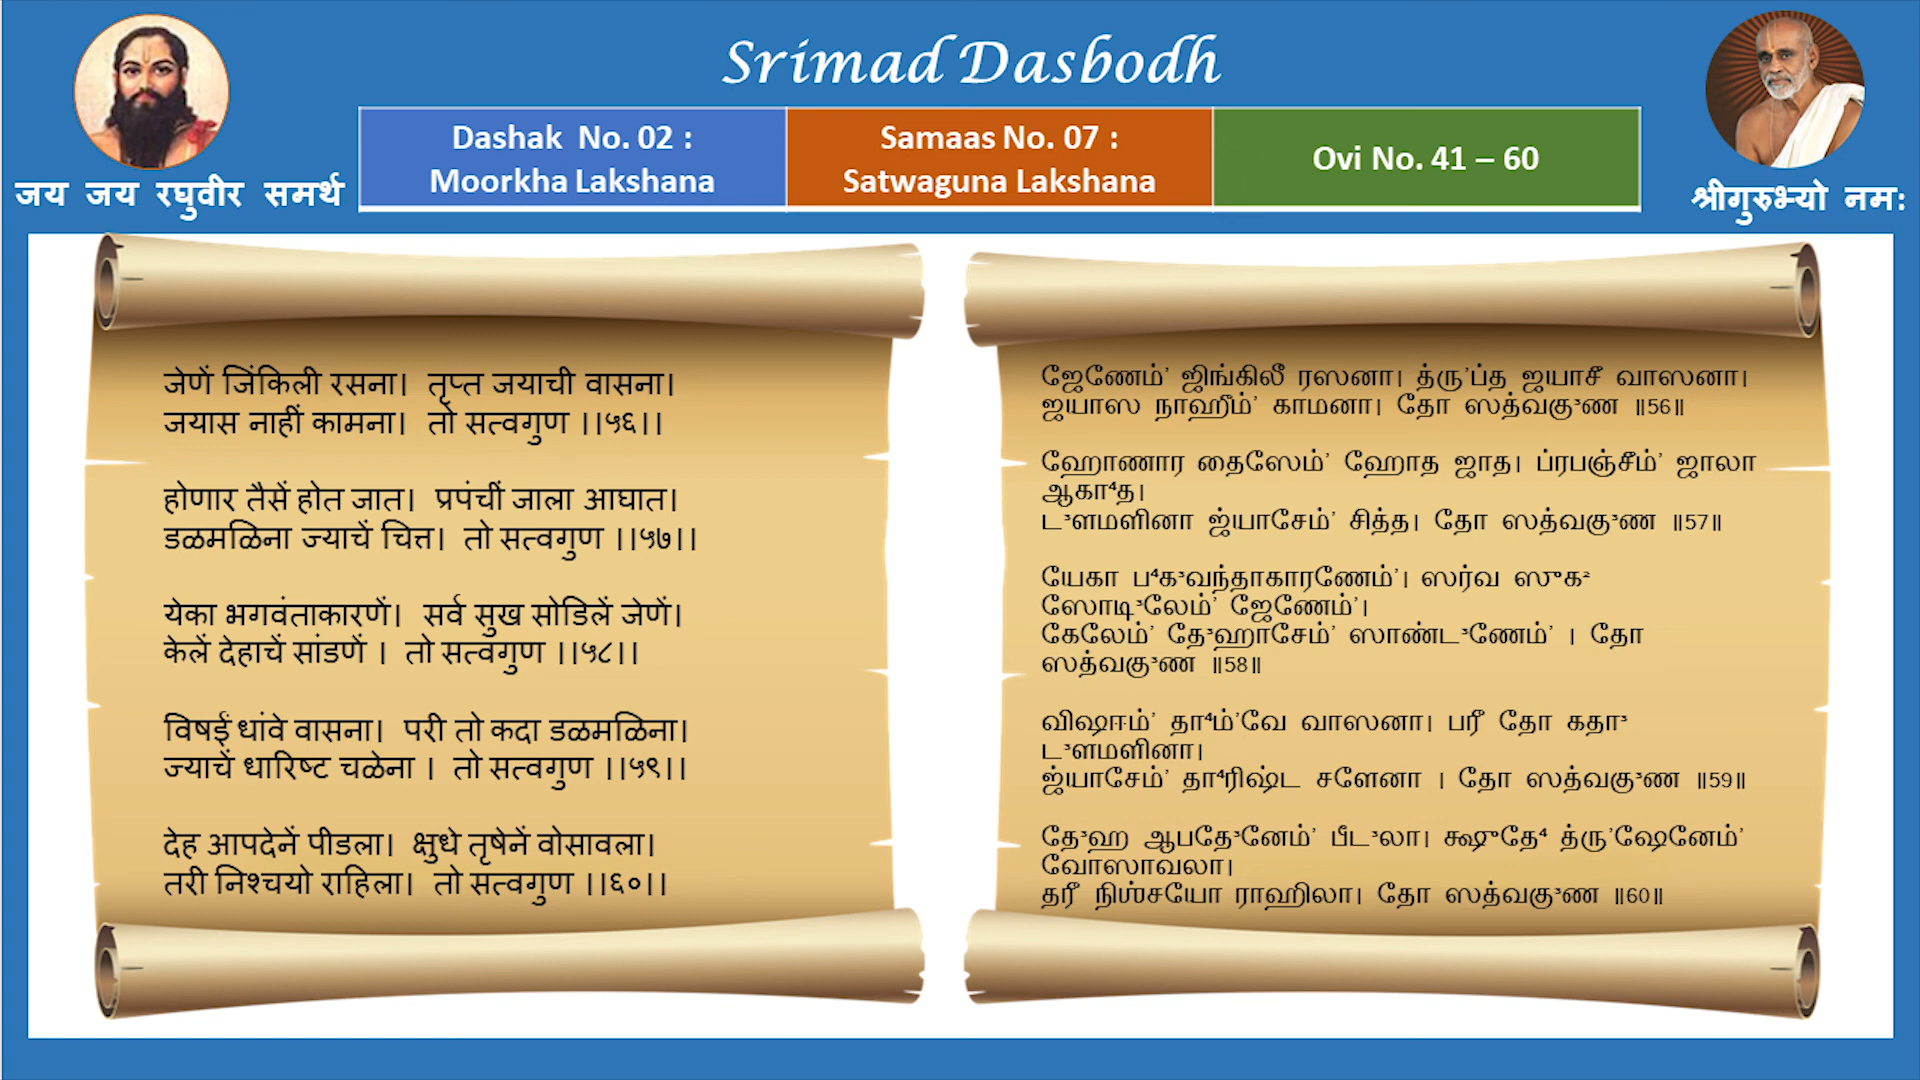 Srimad Dasbodh
Dashak No. 02 :
Moorkha Lakshana
Samaas No. 07 :
Satwaguna Lakshana
Ovi No. 41 – 60
जय जय रघुवीर समर्थ
श्रीगुरुभ्यो नमः
जेणें जिंकिली रसना। तृप्त जयाची वासना।
जयास नाहीं कामना। तो सत्वगुण ।।५६।।
होणार तैसें होत जात। प्रपंचीं जाला आघात।
डळमळिना ज्याचें चित्त। तो सत्वगुण ।।५७।।
येका भगवंताकारणें। सर्व सुख सोडिलें जेणें।
केलें देहाचें सांडणें । तो सत्वगुण ।।५८।।
विषईं धांवे वासना। परी तो कदा डळमळिना।
ज्याचें धारिष्ट चळेना । तो सत्वगुण ।।५९।।
देह आपदेनें पीडला। क्षुधे तृषेनें वोसावला।
तरी निश्चयो राहिला। तो सत्वगुण ।।६०।।
ஜேணேம்ʼ ஜிங்கிலீ ரஸனா। த்ருʼப்த ஜயாசீ வாஸனா।
ஜயாஸ நாஹீம்ʼ காமனா। தோ ஸத்வகு³ண ॥56॥
ஹோணார தைஸேம்ʼ ஹோத ஜாத। ப்ரபஞ்சீம்ʼ ஜாலா
ஆகா⁴த।
ட³ளமளினா ஜ்யாசேம்ʼ சித்த। தோ ஸத்வகு³ண ॥57॥
யேகா ப⁴க³வந்தாகாரணேம்ʼ। ஸர்வ ஸுக²
ஸோடி³லேம்ʼ ஜேணேம்ʼ।
கேலேம்ʼ தே³ஹாசேம்ʼ ஸாண்ட³ணேம்ʼ । தோ
ஸத்வகு³ண ॥58॥
விஷஈம்ʼ தா⁴ம்ʼவே வாஸனா। பரீ தோ கதா³
ட³ளமளினா।
ஜ்யாசேம்ʼ தா⁴ரிஷ்ட சளேனா । தோ ஸத்வகு³ண ॥59॥
தே³ஹ ஆபதே³னேம்ʼ பீட³லா। க்ஷுதே⁴ த்ருʼஷேனேம்ʼ
வோஸாவலா।
தரீ நிஶ்சயோ ராஹிலா। தோ ஸத்வகு³ண ॥60॥